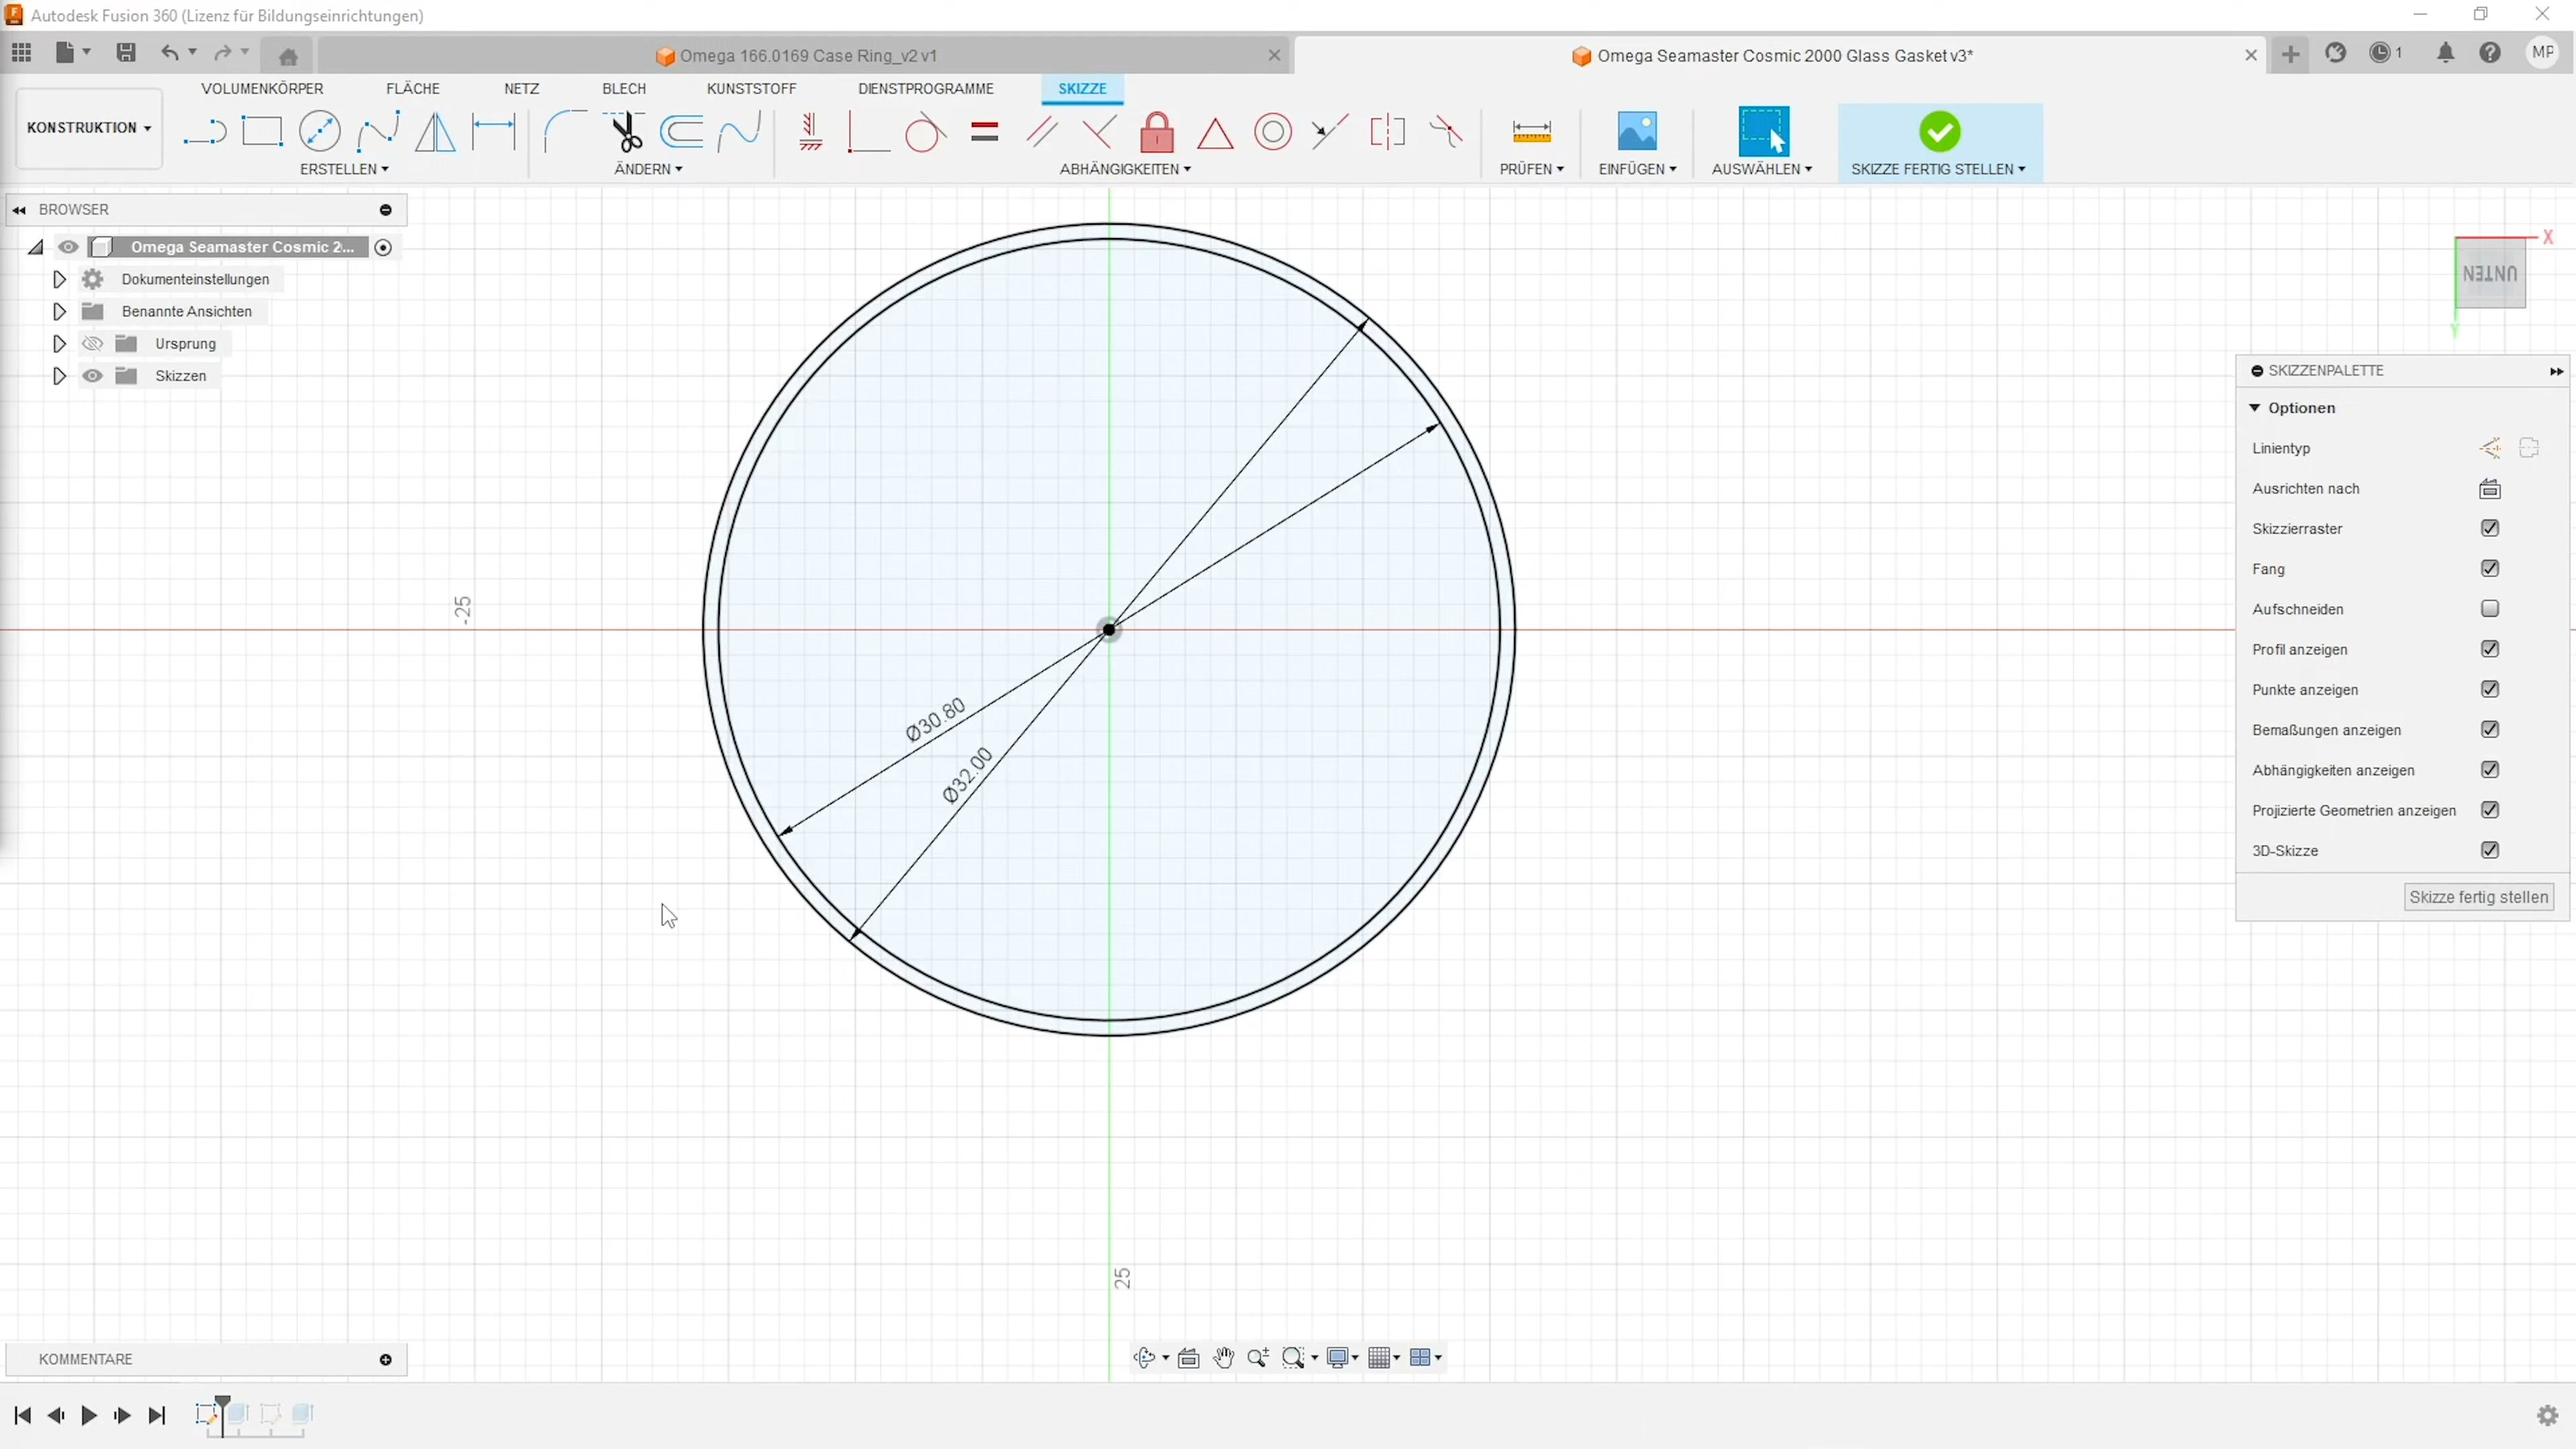 Autodesk Fusion 360 (Lizenz für Bildungseinrichtungen)
Omega 166.0169 Case Ring_v2 v1
Omega Seamaster Cosmic 2000 Glass Gasket v3*
1
MP
KONSTRUKTION
VOLUMENKÖRPER
FLÄCHE
NETZ
BLECH
KUNSTSTOFF
DIENSTPROGRAMME
SKIZZE
ERSTELLEN
ÄNDERN
ABHÄNGIGKEITEN
PRÜFEN
EINFÜGEN
AUSWÄHLEN
SKIZZE FERTIG STELLEN
BROWSER
Omega Seamaster Cosmic 2...
Dokumenteinstellungen
Benannte Ansichten
Ursprung
Skizzen
X
UNTEN
Y
-25
Ø30.80
Ø32.00
25
SKIZZENPALETTE
Optionen
Linientyp
Ausrichten nach
Skizzierraster
Fang
Aufschneiden
Profil anzeigen
Punkte anzeigen
Bemaßungen anzeigen
Abhängigkeiten anzeigen
Projizierte Geometrien anzeigen
3D-Skizze
Skizze fertig stellen
KOMMENTARE